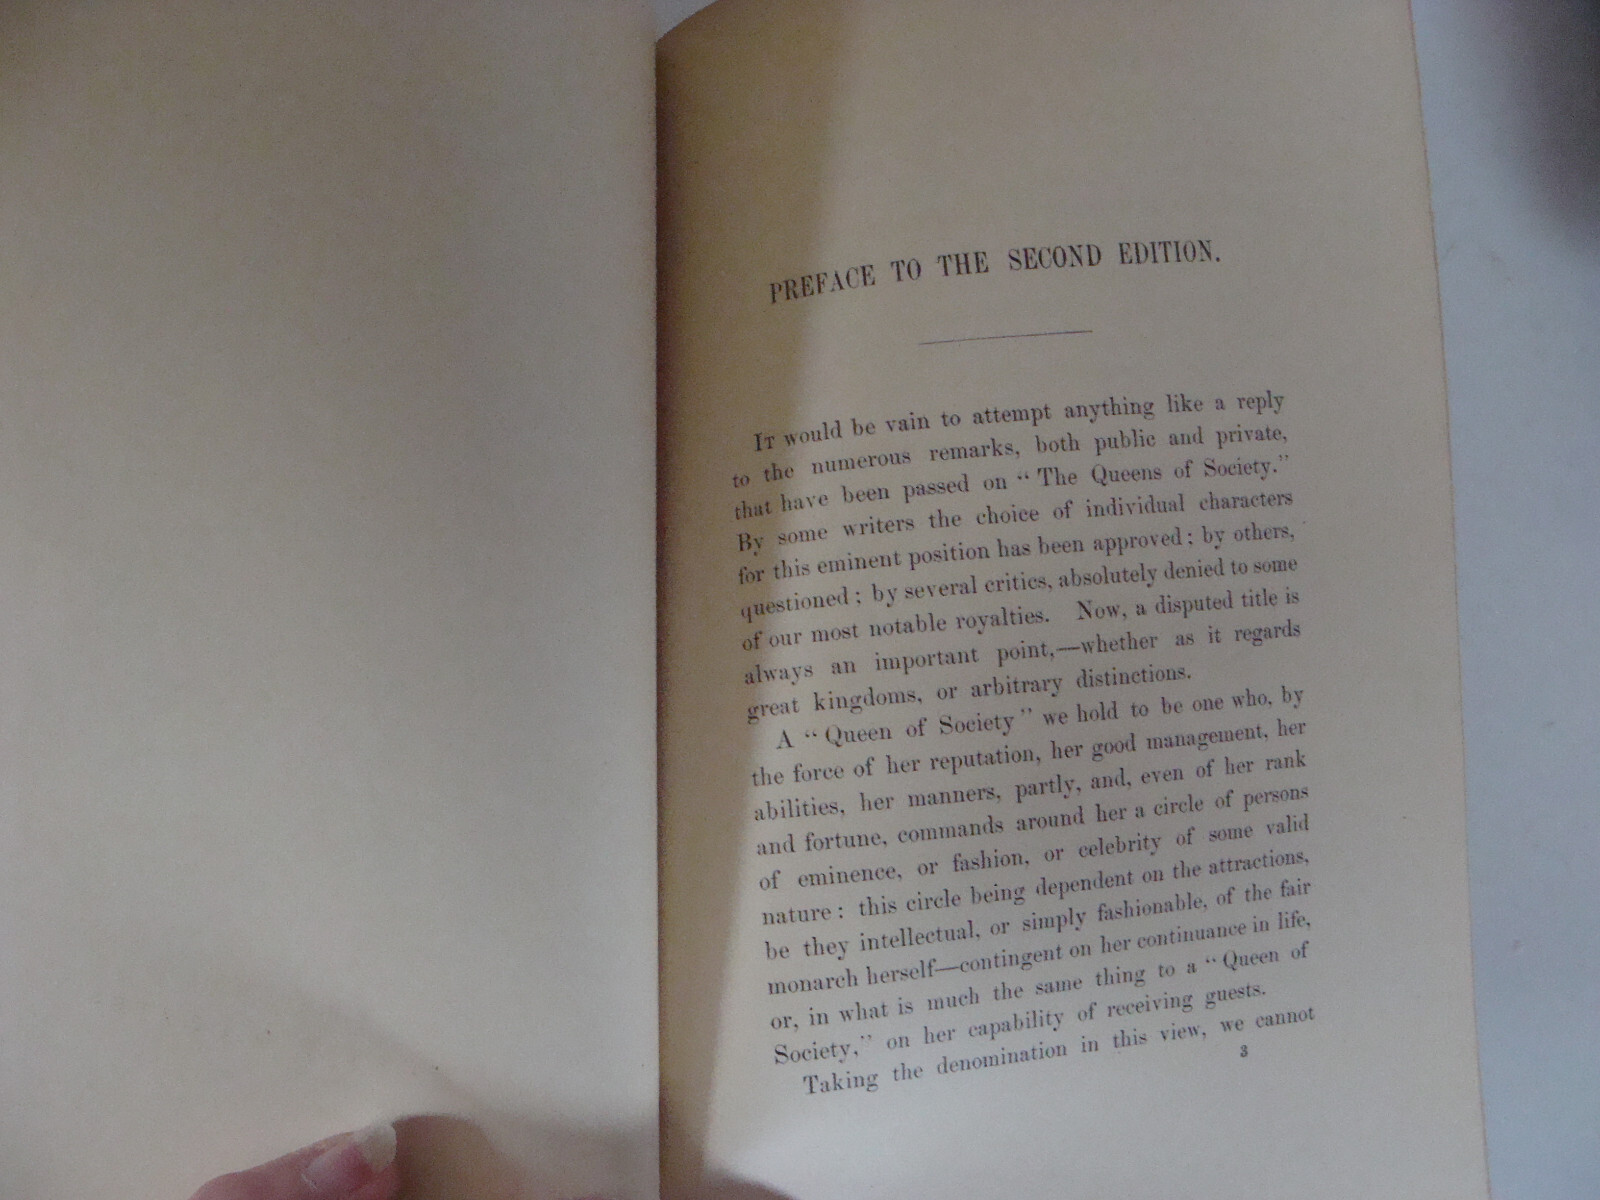 PREFACE TO THE SECOND EDITION.
IT would be vain to attempt anything like a reply
to the numerous remarks, both public and private,
that have been passed on “The Queens of Society.”
By some writers the choice of individual characters
for this eminent position has been approved; by others,
questioned; by several critics, absolutely denied to some
of our most notable royalties. Now, a disputed title is
always an important point,—whether as it regards
great kingdoms, or arbitrary distinctions.
A “Queen of Society” we hold to be one who, by
the force of her reputation, her good management, her
abilities, her manners, partly, and, even of her rank
and fortune, commands around her a circle of persons
of eminence, or fashion, or celebrity of some valid
nature: this circle being dependent on the attractions,
be they intellectual, or simply fashionable, of the fair
monarch herself—contingent on her continuance in life,
or, in what is much the same thing to a “Queen of
Society,” on her capability of receiving guests.
Taking the denomination in this view, we cannot
3